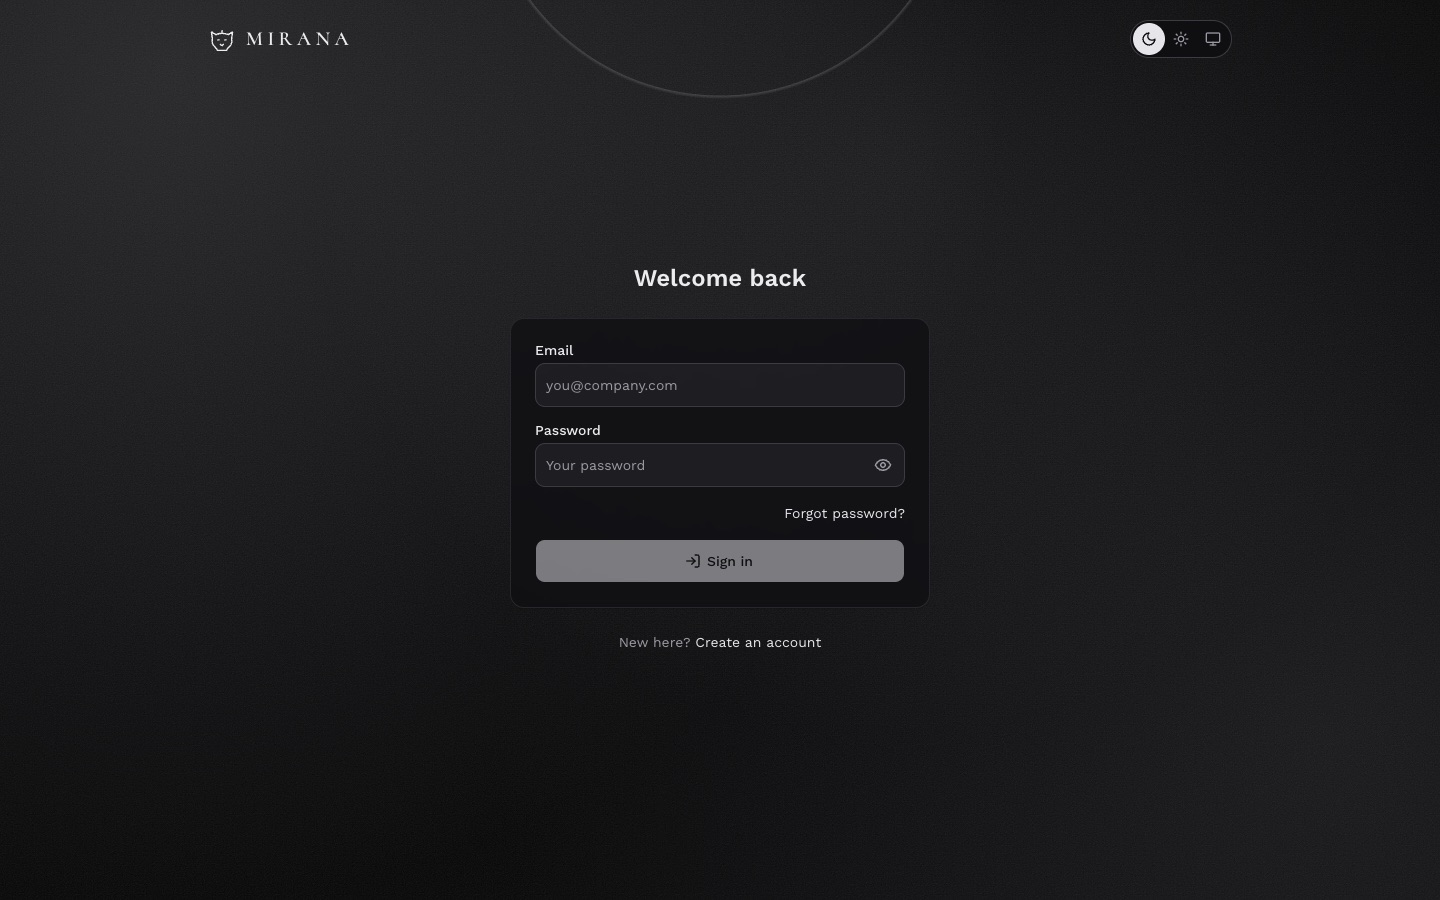 MIRANA
Welcome back
Email
you@company.com
Password
Your password
Forgot password?
Sign in
New here? Create an account